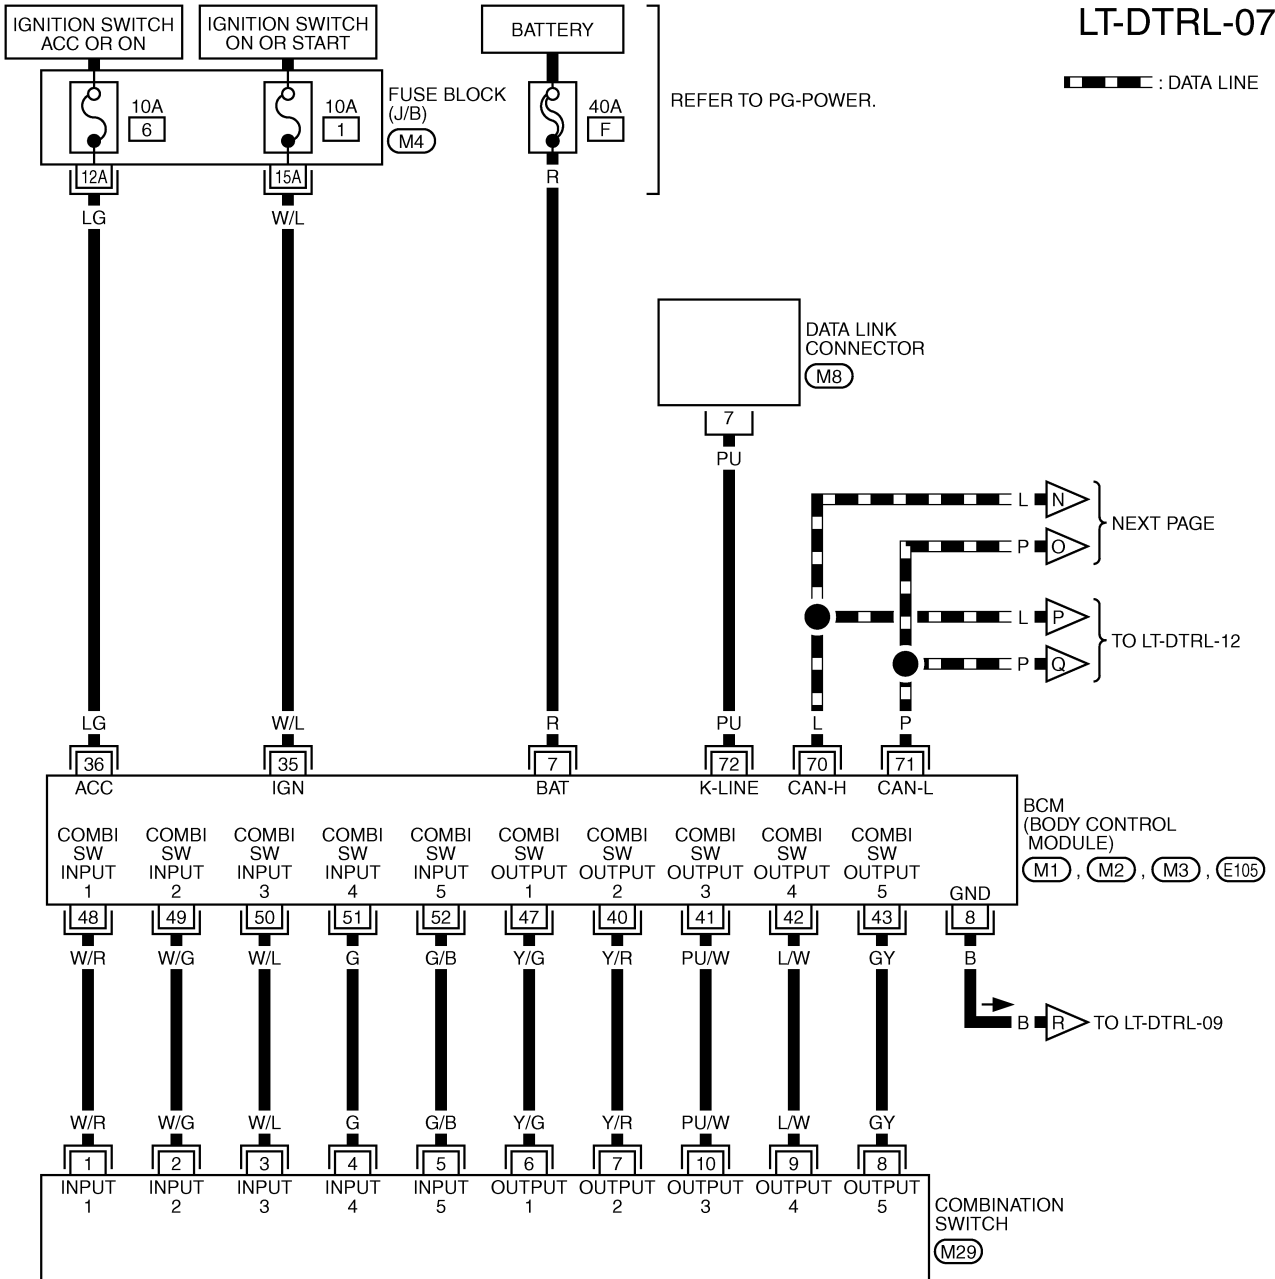 LT-DTRL-07
IGNITION SWITCH
ACC OR ON
IGNITION SWITCH
ON OR START
BATTERY
: DATA LINE
10A
6
10A
1
FUSE BLOCK
(J/B)
M4
40A
F
REFER TO PG-POWER.
12A
15A
R
LG
W/L
DATA LINK
CONNECTOR
M8
7
PU
L
N
P
O
NEXT PAGE
L
P
P
Q
TO LT-DTRL-12
LG
W/L
R
PU
L
P
36
35
7
72
70
71
ACC
IGN
BAT
K-LINE
CAN-H
CAN-L
BCM
(BODY CONTROL
MODULE)
M1 , M2 , M3 , E105
COMBI
SW
INPUT
1
COMBI
SW
INPUT
2
COMBI
SW
INPUT
3
COMBI
SW
INPUT
4
COMBI
SW
INPUT
5
COMBI
SW
OUTPUT
1
COMBI
SW
OUTPUT
2
COMBI
SW
OUTPUT
3
COMBI
SW
OUTPUT
4
COMBI
SW
OUTPUT
5
GND
48
49
50
51
52
47
40
41
42
43
8
W/R
W/G
W/L
G
G/B
Y/G
Y/R
PU/W
L/W
GY
B
B
R
TO LT-DTRL-09
W/R
W/G
W/L
G
G/B
Y/G
Y/R
PU/W
L/W
GY
1
2
3
4
5
6
7
10
9
8
INPUT
1
INPUT
2
INPUT
3
INPUT
4
INPUT
5
OUTPUT
1
OUTPUT
2
OUTPUT
3
OUTPUT
4
OUTPUT
5
COMBINATION
SWITCH
M29